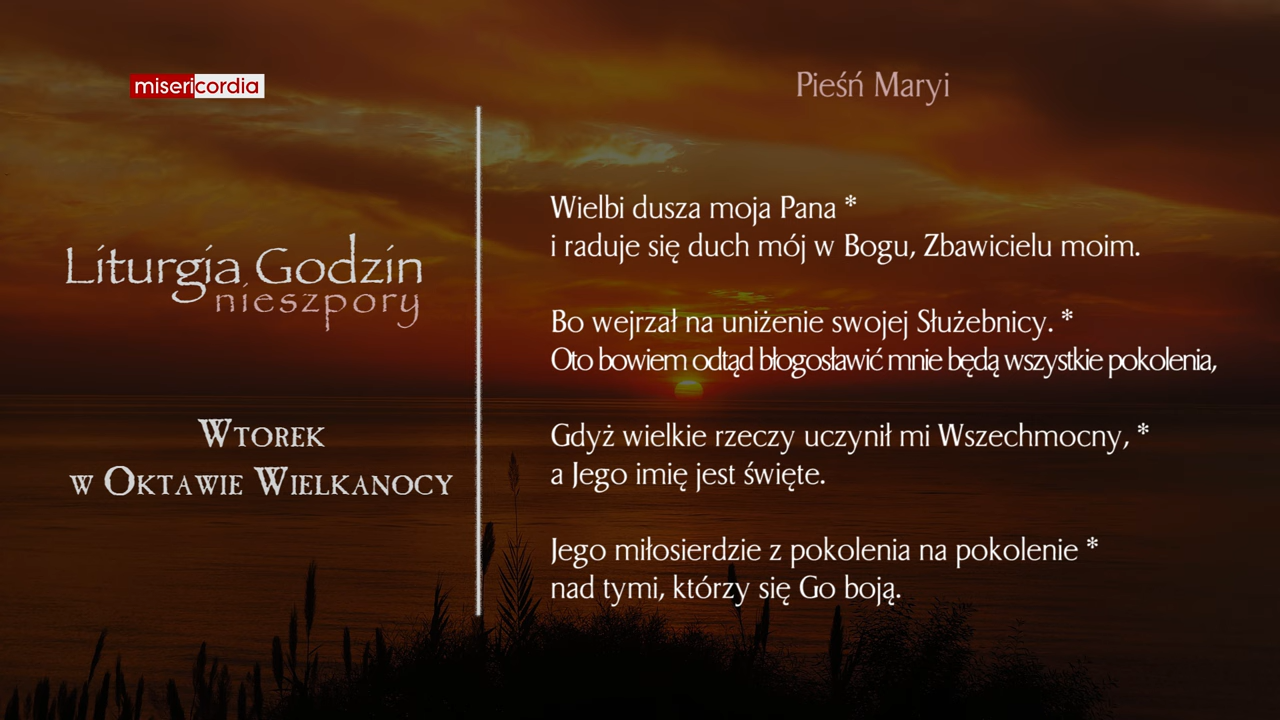 misericordia
Liturgia Godzin
nieszpory
Wtorek
w Oktawie Wielkanocy
Pieśń Maryi
Wielbi dusza moja Pana *
i raduje się duch mój w Bogu, Zbawicielu moim.
Bo wejrzał na uniżenie swojej Służebnicy. *
Oto bowiem odtąd błogosławić mnie będą wszystkie pokolenia,
Gdyż wielkie rzeczy uczynił mi Wszechmocny, *
a Jego imię jest święte.
Jego miłosierdzie z pokolenia na pokolenie *
nad tymi, którzy się Go boją.